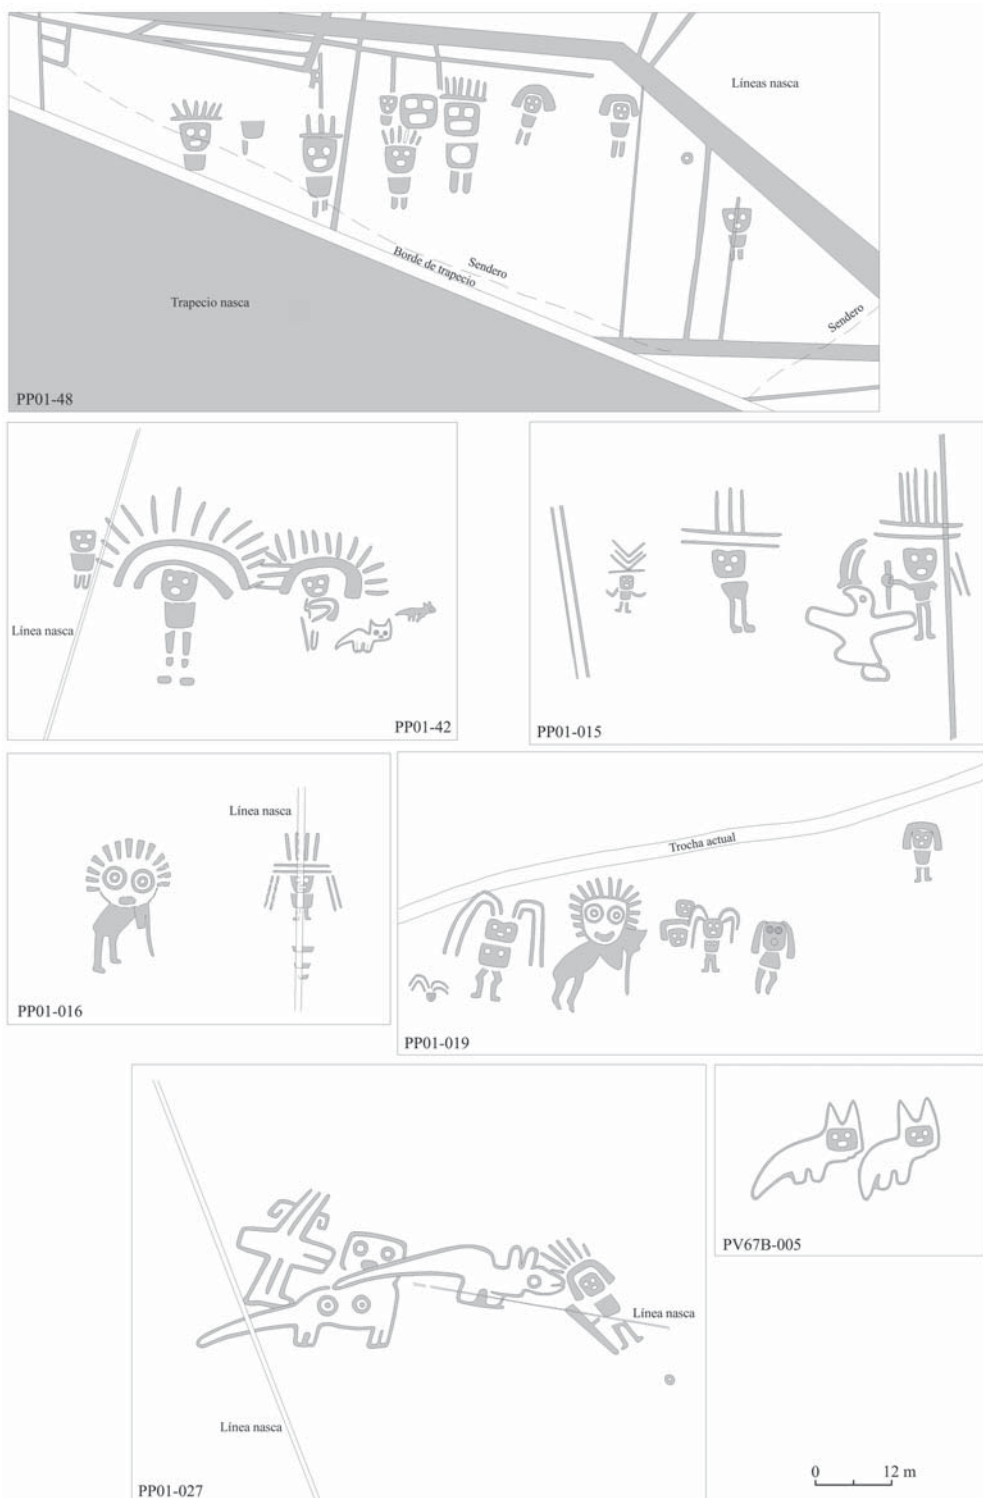 Líneas nasca
Sendero
Borde de trapecio
Trapecio nasca
Sendero
PP01-48
Línea nasca
PP01-42
PP01-015
Línea nasca
PP01-016
Trocha actual
PP01-019
Línea nasca
Línea nasca
PP01-027
PV67B-005
0 12 m